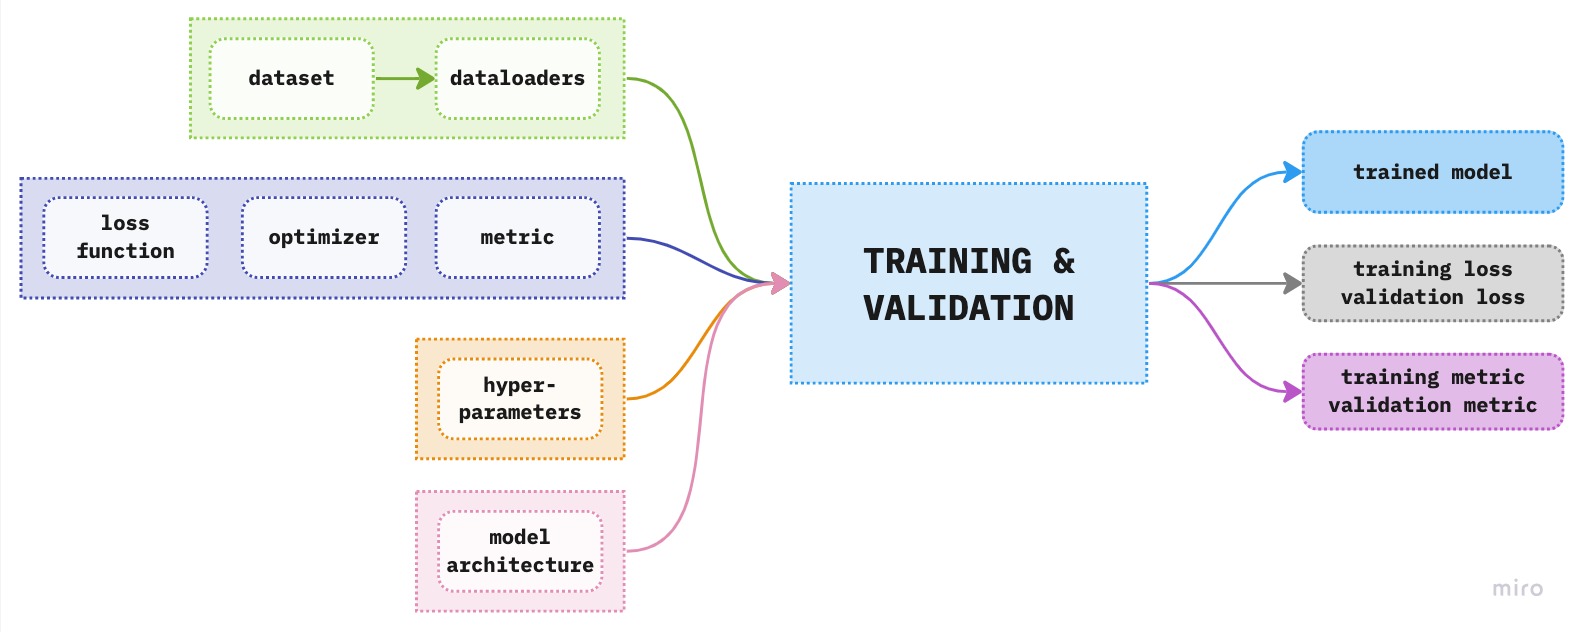 dataset
dataloaders
loss
function
optimizer
metric
hyper-
parameters
model
architecture
TRAINING &
VALIDATION
trained model
training loss
validation loss
training metric
validation metric
miro